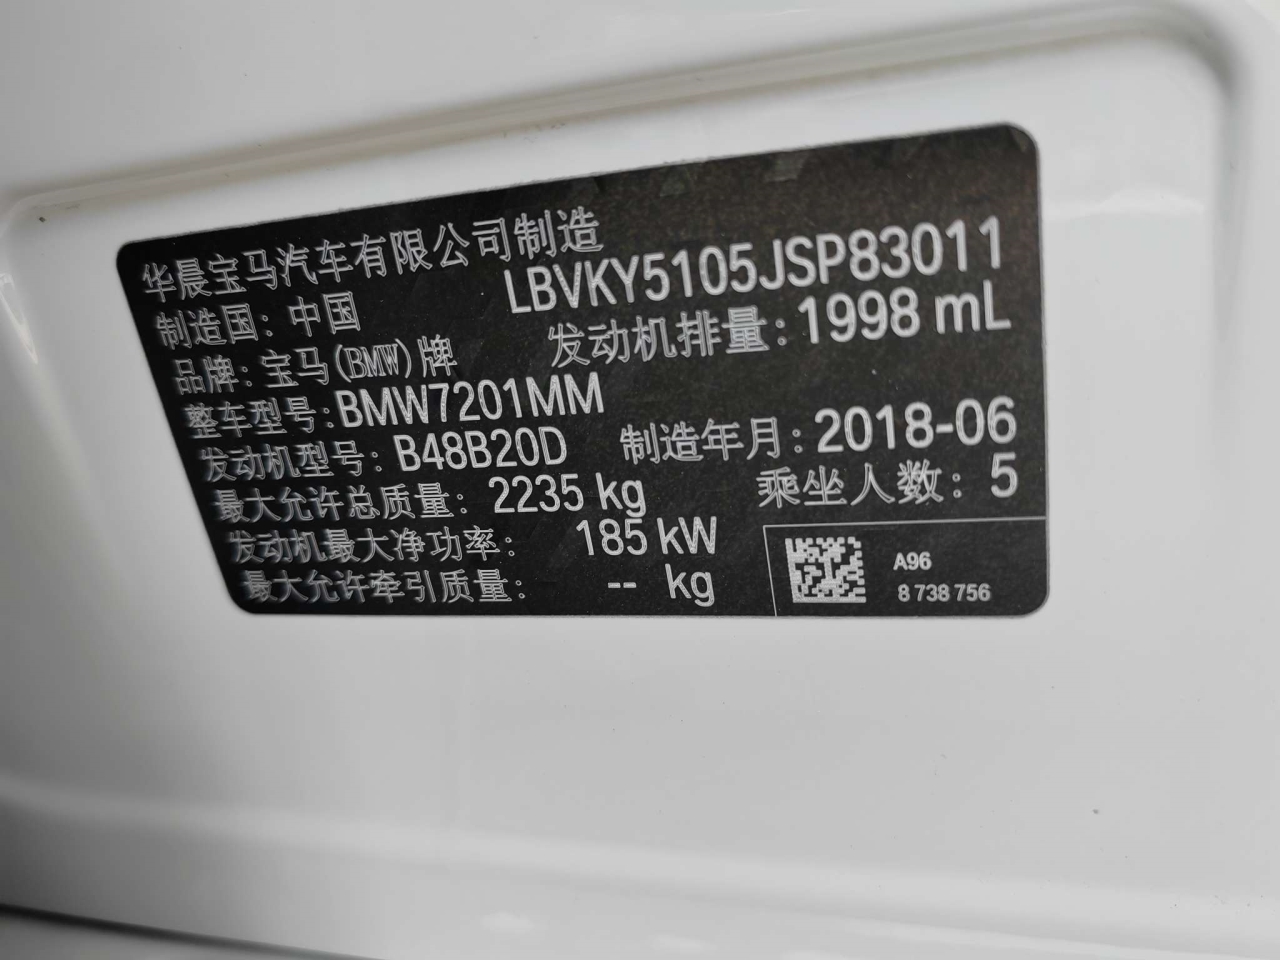 华晨宝马汽车有限公司制造
制造国: 中国 LBVKY5105JSP83011
品牌: 宝马(BMW)牌 发动机排量: 1998 mL
整车型号: BMW7201MM
发动机型号: B48B20D 制造年月: 2018-06
最大允许总质量: 2235 kg 乘坐人数: 5
发动机最大净功率: 185 kW
最大允许牵引质量: -- kg
A96
8 738 756